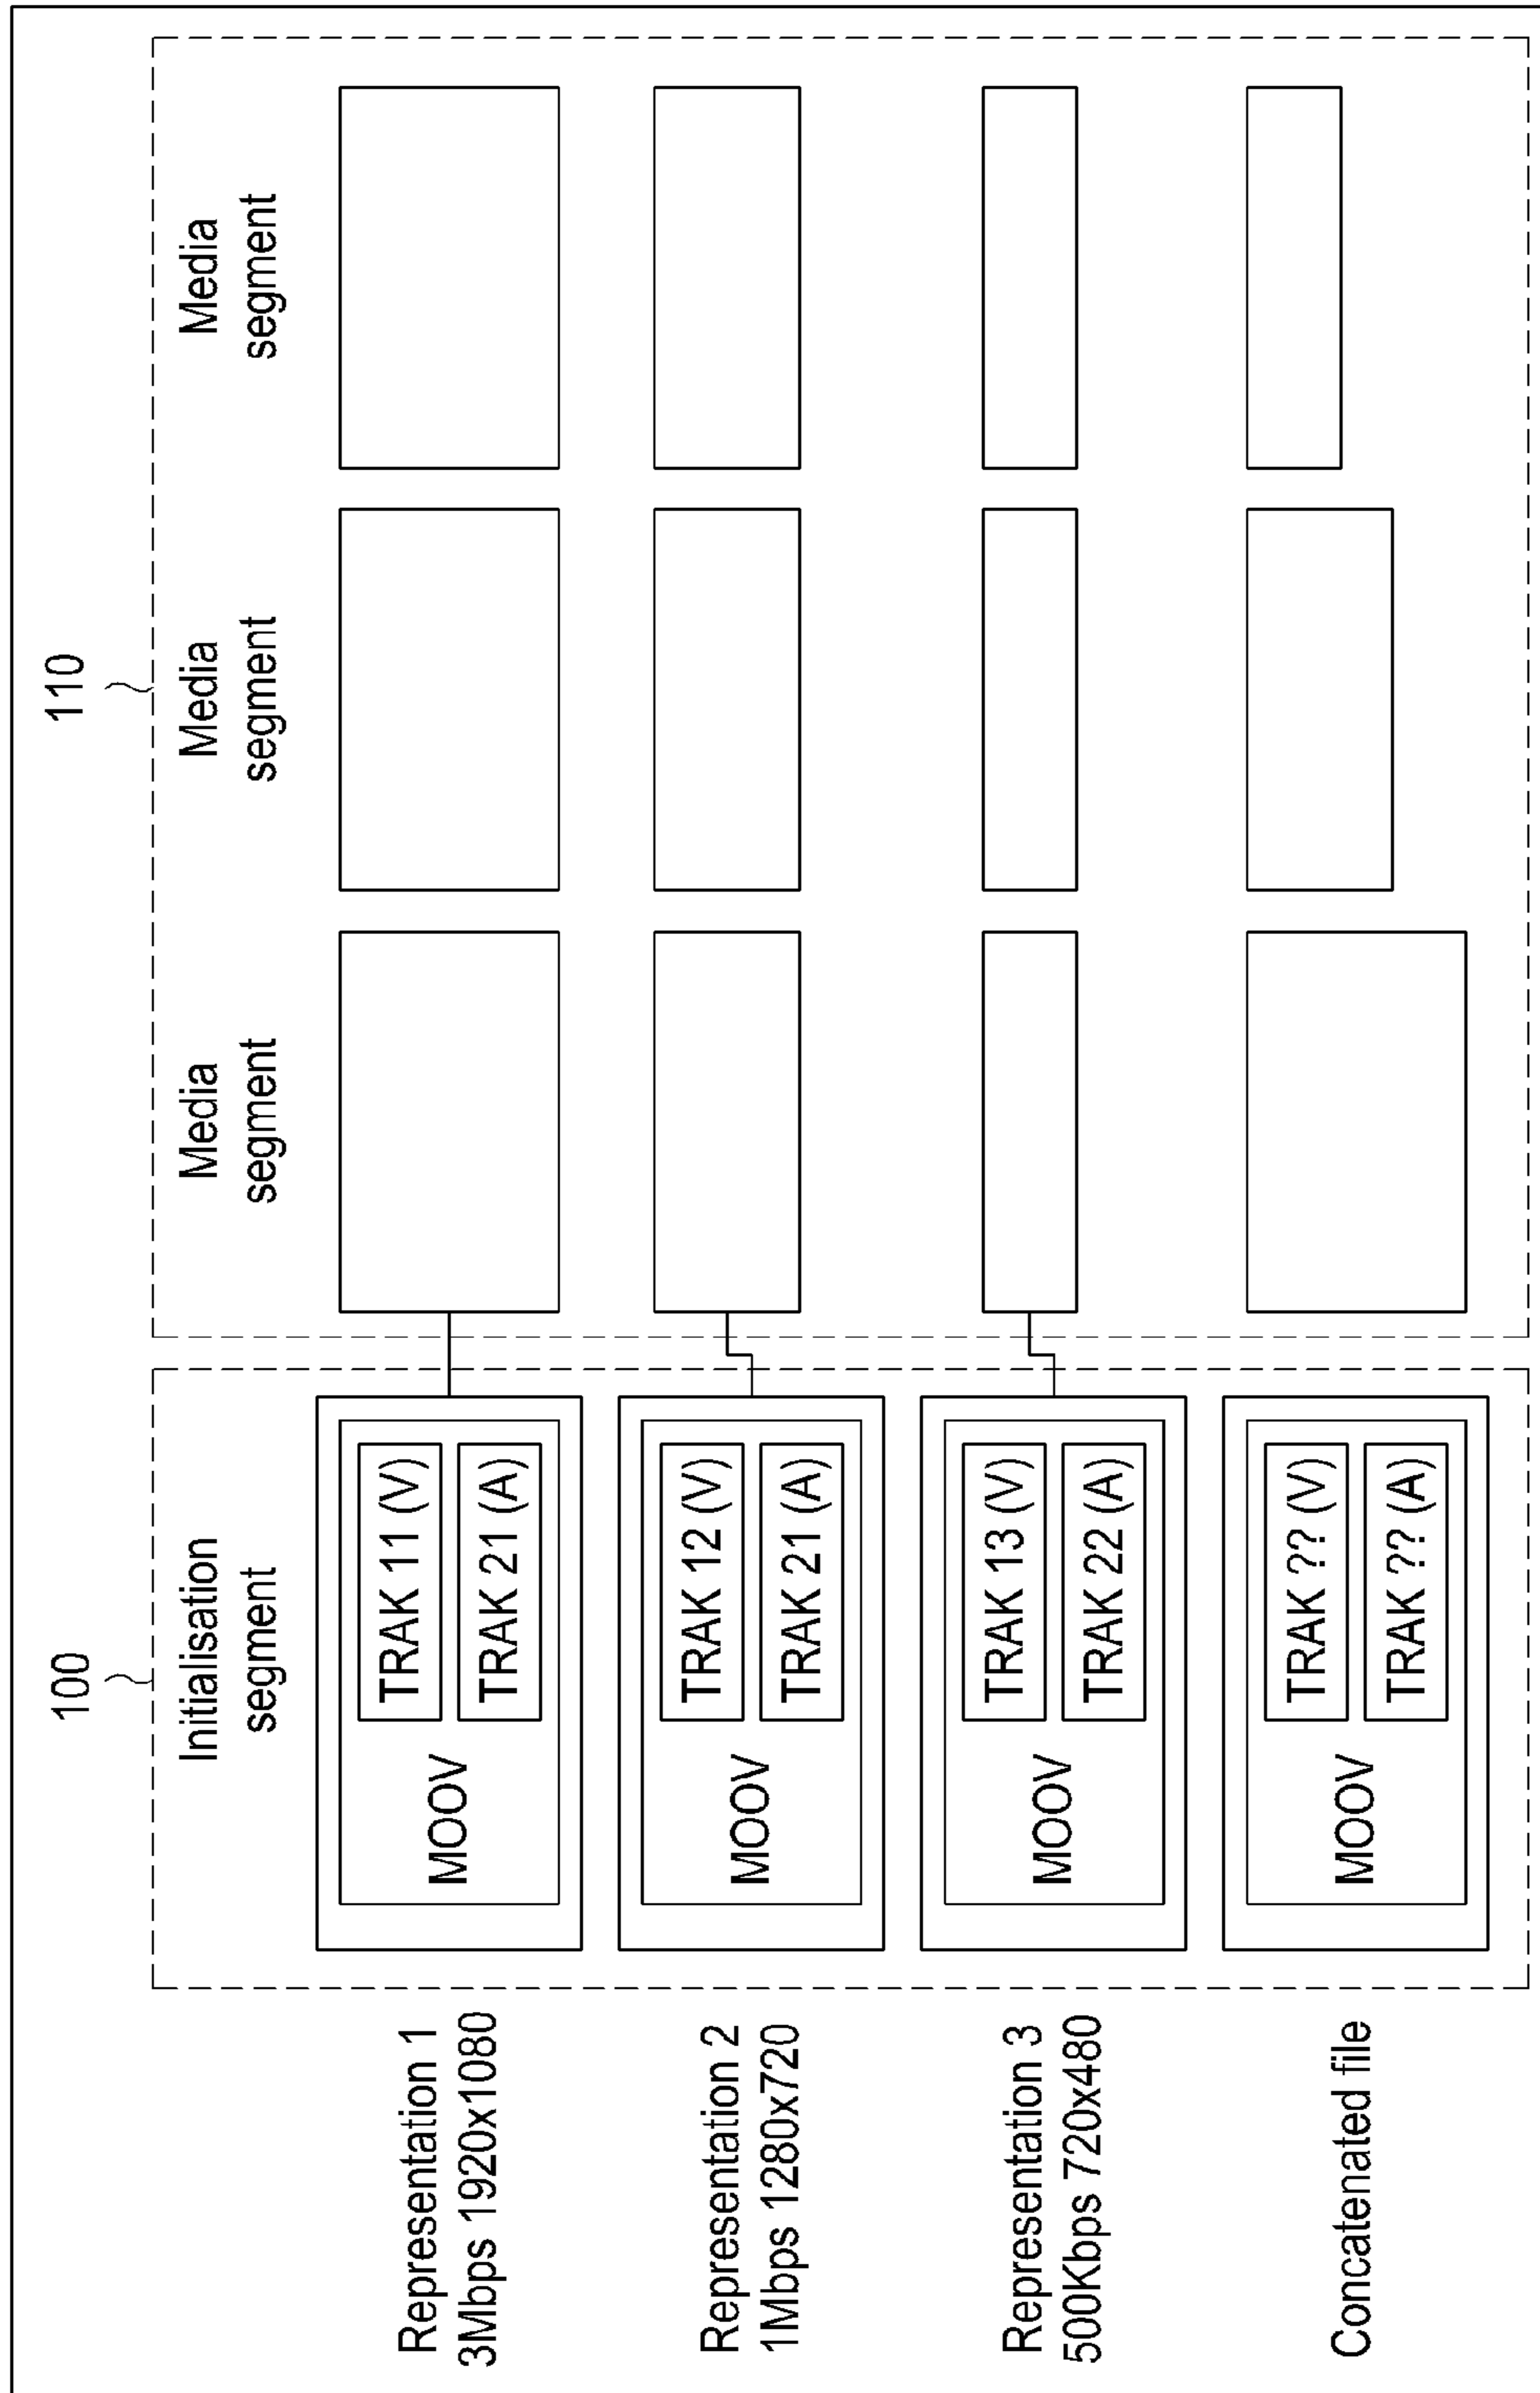 100
110
Initialisation
segment
Media
segment
Media
segment
Media
segment
Representation 1
3Mbps 1920x1080
MOOV
TRAK 11 (V)
TRAK 21 (A)
Representation 2
1Mbps 1280x720
MOOV
TRAK 12 (V)
TRAK 21 (A)
Representation 3
500Kbps 720x480
MOOV
TRAK 13 (V)
TRAK 22 (A)
Concatenated file
MOOV
TRAK ?? (V)
TRAK ?? (A)